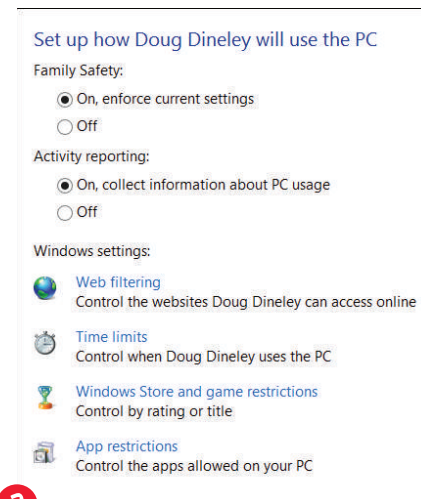 Set up how Doug Dineley will use the PC
Family Safety:
On, enforce current settings
Off
Activity reporting:
On, collect information about PC usage
Off
Windows settings:
Web filtering
Control the websites Doug Dineley can access online
Time limits
Control when Doug Dineley uses the PC
Windows Store and game restrictions
Control by rating or title
App restrictions
Control the apps allowed on your PC